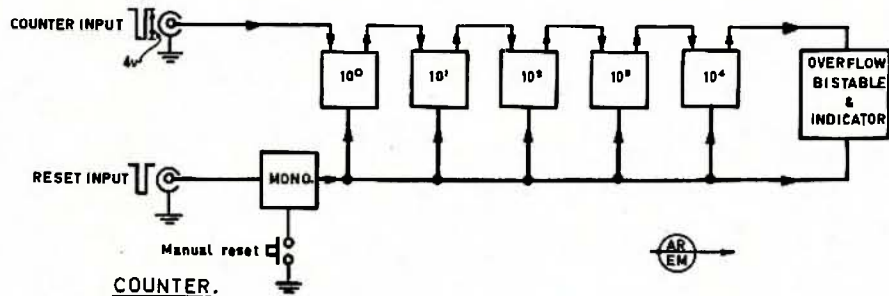 COUNTER INPUT
4v
10⁰ 10¹ 10² 10³ 10⁴
OVERFLOW
BISTABLE
&
INDICATOR
RESET INPUT
MONO.
Manual reset
AR
EM
COUNTER.